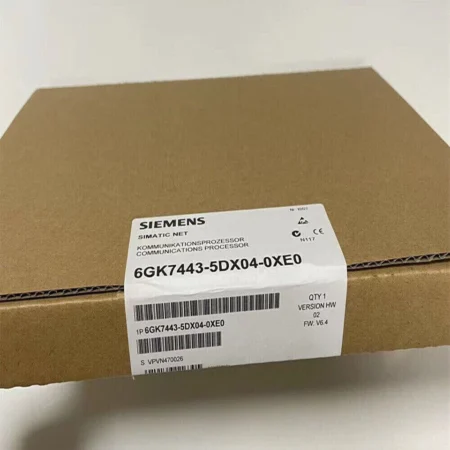 SIEMENS
SIMATIC NET
KOMMUNIKATIONSPROZESSOR
COMMUNICATIONS PROCESSOR
N117
6GK7443-5DX04-0XE0
1P 6GK7443-5DX04-0XE0
QTY 1
VERSION HW
02
FW. V6.4
S VPVN470026